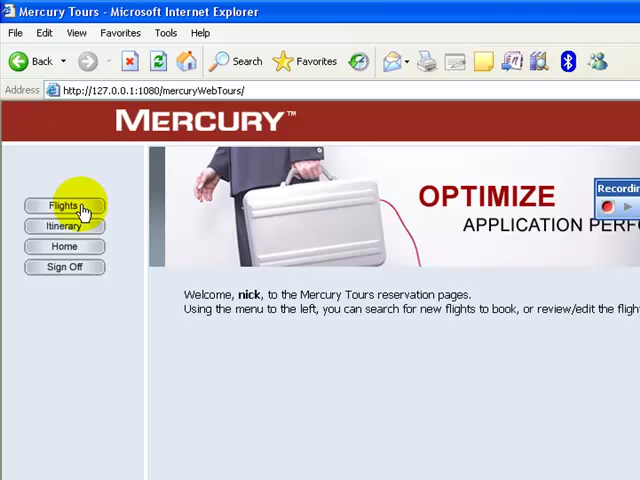 Mercury Tours - Microsoft Internet Explorer
File Edit View Favorites Tools Help
Back Search Favorites
Address http://127.0.0.1:1080/mercuryWebTours/
MERCURY™
Flights
Itinerary
Home
Sign Off
OPTIMIZE
APPLICATION PERFO
Recordin
Welcome, nick, to the Mercury Tours reservation pages.
Using the menu to the left, you can search for new flights to book, or review/edit the fligh